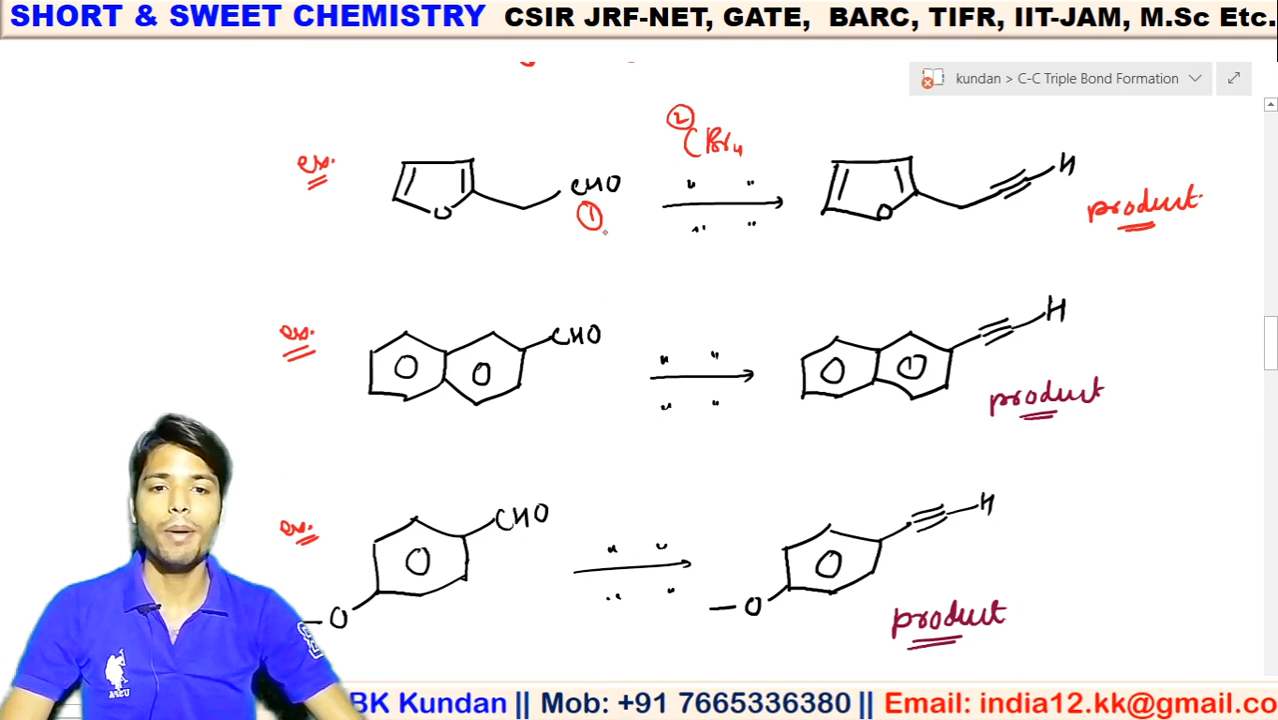 SHORT & SWEET CHEMISTRY CSIR JRF-NET, GATE, BARC, TIFR, IIT-JAM, M.Sc Etc.
kundan > C-C Triple Bond Formation
ex. CHO ① ② CBr4 " " " " O O H product
ex. CHO " " " " H product
ex. CHO —O " " " " —O H product
USPA
BK Kundan || Mob: +91 7665336380 || Email: india12.kk@gmail.co